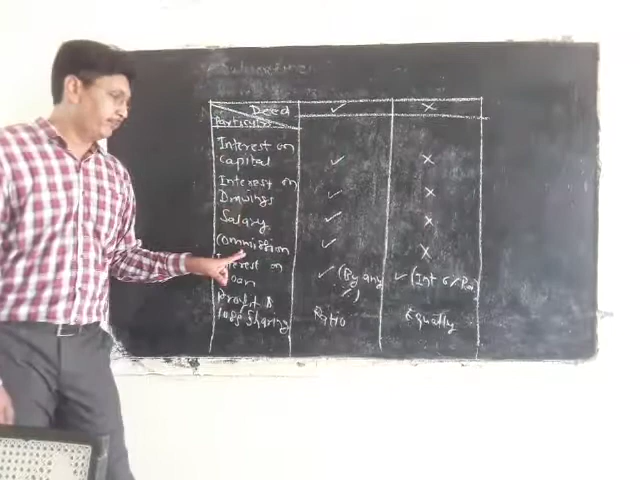 Deed ✓ ×
Particulrs
Interest on
Capital ✓ ×
Interest on
Drawings ✓ ×
Salary ✓ ×
Commission ✓ ×
Interest on
Loan ✓ (By any ✓ (Int 6%
%)
Profit &
loss Sharing Ratio Equally